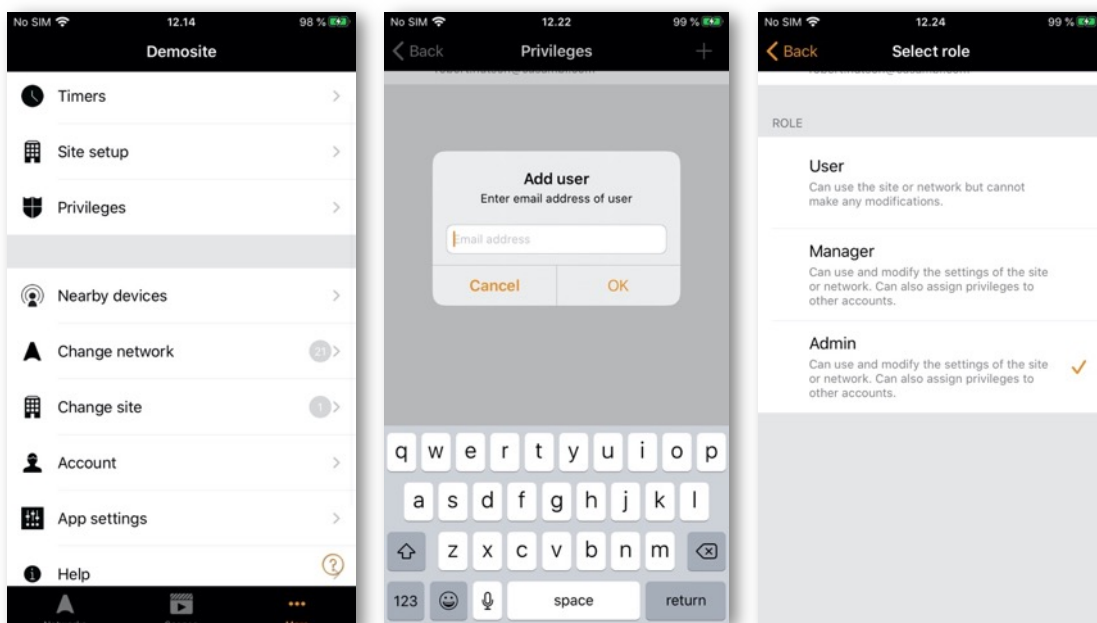 No SIM 12.14 98 %
Demosite
Timers
Site setup
Privileges
Nearby devices
Change network 21
Change site 1
Account
App settings
Help
?
No SIM 12.22 99 %
Back Privileges +
Add user
Enter email address of user
Email address
Cancel OK
q w e r t y u i o p
a s d f g h j k l
z x c v b n m
123 space return
No SIM 12.24 99 %
Back Select role
ROLE
User
Can use the site or network but cannot
make any modifications.
Manager
Can use and modify the settings of the site
or network. Can also assign privileges to
other accounts.
Admin
Can use and modify the settings of the site
or network. Can also assign privileges to
other accounts.